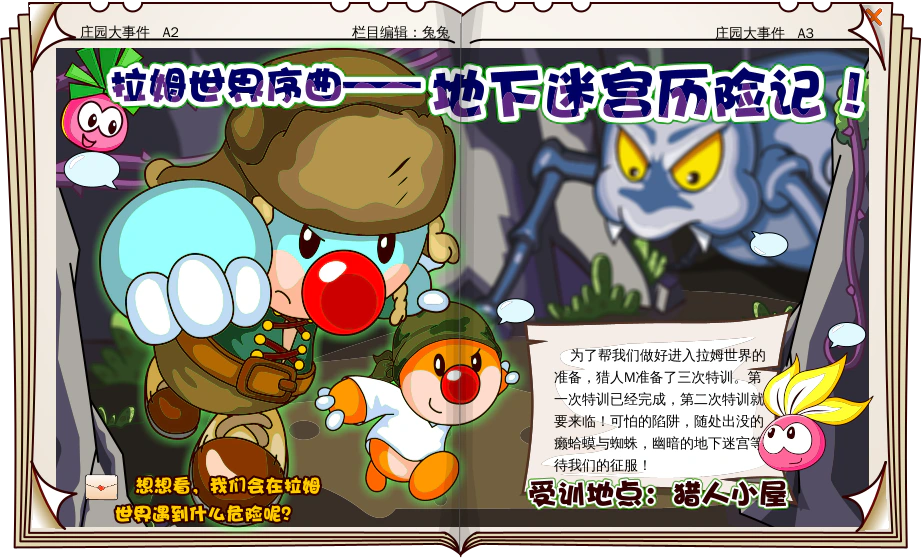 庄园大事件 A2
栏目编辑：兔兔
庄园大事件 A3
拉姆世界序曲——地下迷宫历险记！
为了帮我们做好进入拉姆世界的
准备，猎人M准备了三次特训。第
一次特训已经完成，第二次特训就
要来临！可怕的陷阱，随处出没的
癞蛤蟆与蜘蛛，幽暗的地下迷宫等
待我们的征服！
受训地点：猎人小屋
想想看，我们会在拉姆
世界遇到什么危险呢？